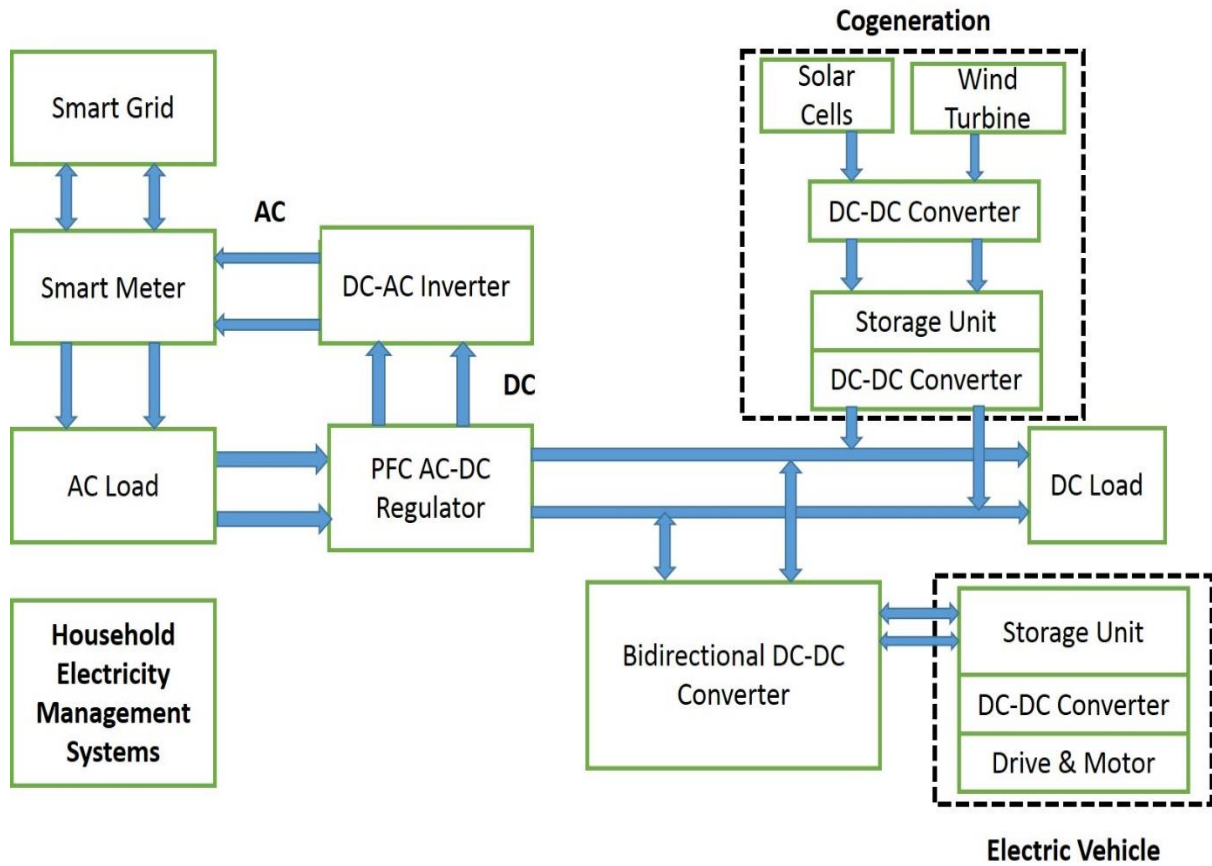 Cogeneration
Smart Grid
Solar
Cells
Wind
Turbine
DC-DC Converter
AC
Smart Meter
DC-AC Inverter
Storage Unit
DC-DC Converter
DC
AC Load
PFC AC-DC
Regulator
DC Load
Household
Electricity
Management
Systems
Bidirectional DC-DC
Converter
Storage Unit
DC-DC Converter
Drive & Motor
Electric Vehicle